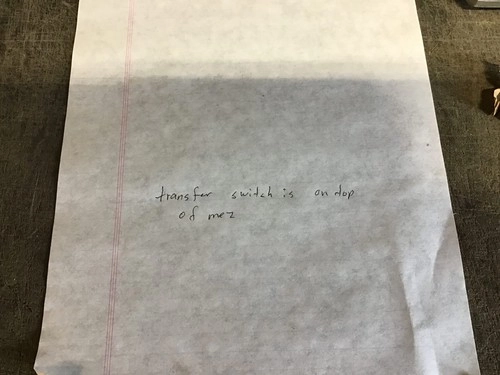 transfer switch is on top
of mez